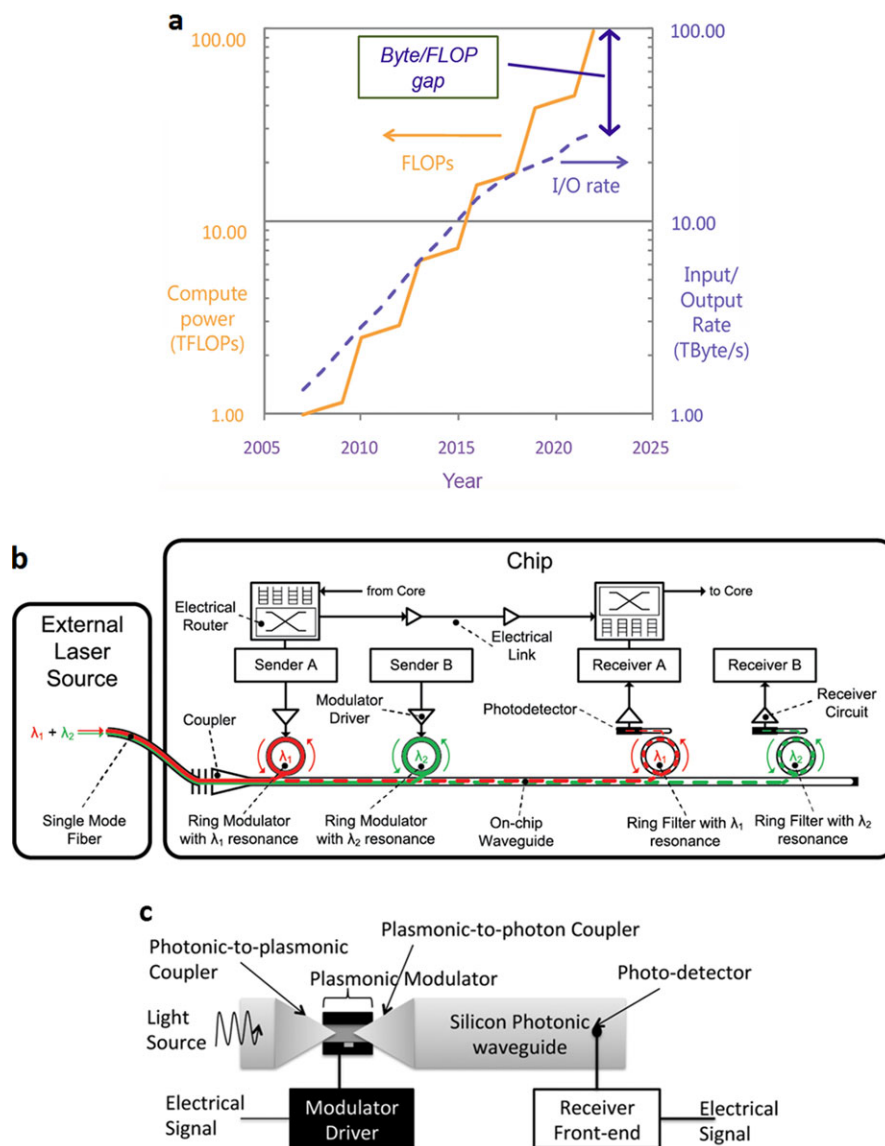 a
100.00
100.00
Byte/FLOP
gap
FLOPs
I/O rate
10.00
10.00
Compute
power
(TFLOPs)
Input/
Output
Rate
(TByte/s)
1.00
1.00
2005
2010
2015
2020
2025
Year
b
External
Laser
Source
λ1 + λ2
Single Mode
Fiber
Chip
Electrical
Router
from Core
to Core
Electrical
Link
Sender A
Sender B
Receiver A
Receiver B
Modulator
Driver
Photodetector
Receiver
Circuit
Coupler
λ1
λ2
λ1
λ2
Ring Modulator
with λ1 resonance
Ring Modulator
with λ2 resonance
On-chip
Waveguide
Ring Filter with λ1
resonance
Ring Filter with λ2
resonance
c
Photonic-to-plasmonic
Coupler
Plasmonic-to-photon Coupler
Plasmonic Modulator
Photo-detector
Light
Source
Silicon Photonic
waveguide
Electrical
Signal
Modulator
Driver
Receiver
Front-end
Electrical
Signal